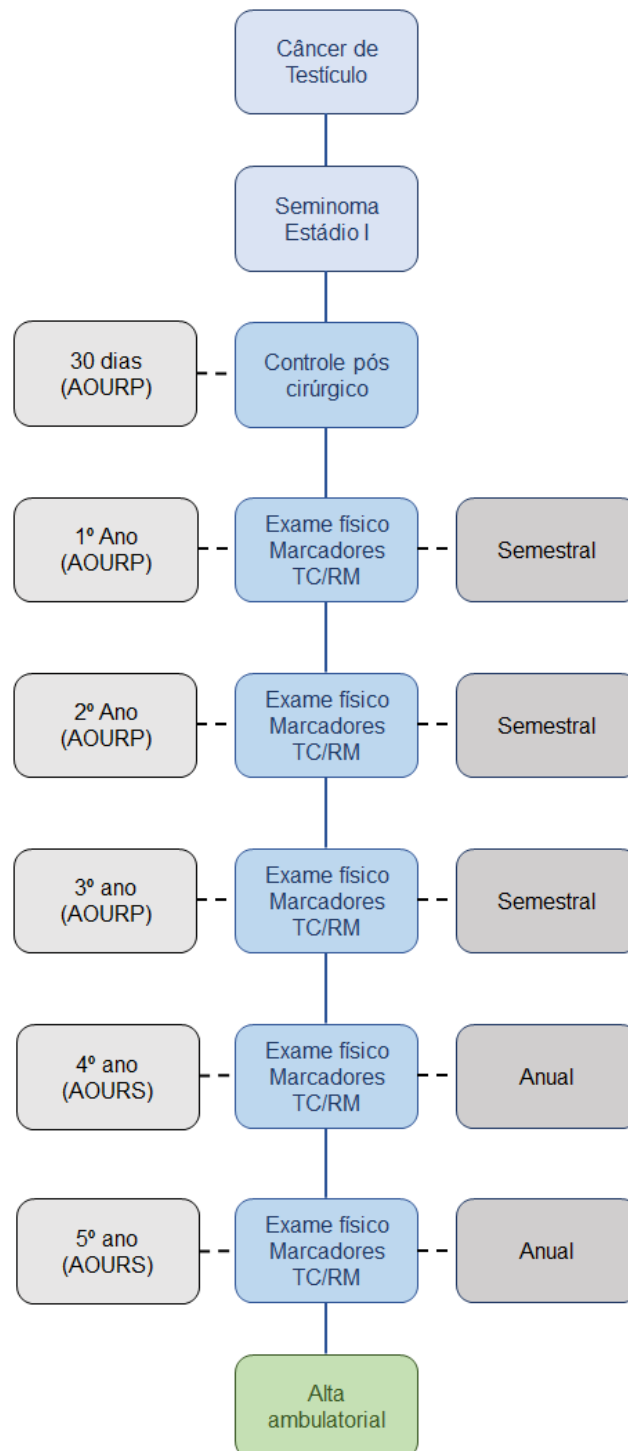 Câncer de
Testículo
Seminoma
Estádio I
30 dias
(AOURP)
Controle pós
cirúrgico
1º Ano
(AOURP)
Exame físico
Marcadores
TC/RM
Semestral
2º Ano
(AOURP)
Exame físico
Marcadores
TC/RM
Semestral
3º ano
(AOURP)
Exame físico
Marcadores
TC/RM
Semestral
4º ano
(AOURS)
Exame físico
Marcadores
TC/RM
Anual
5º ano
(AOURS)
Exame físico
Marcadores
TC/RM
Anual
Alta
ambulatorial